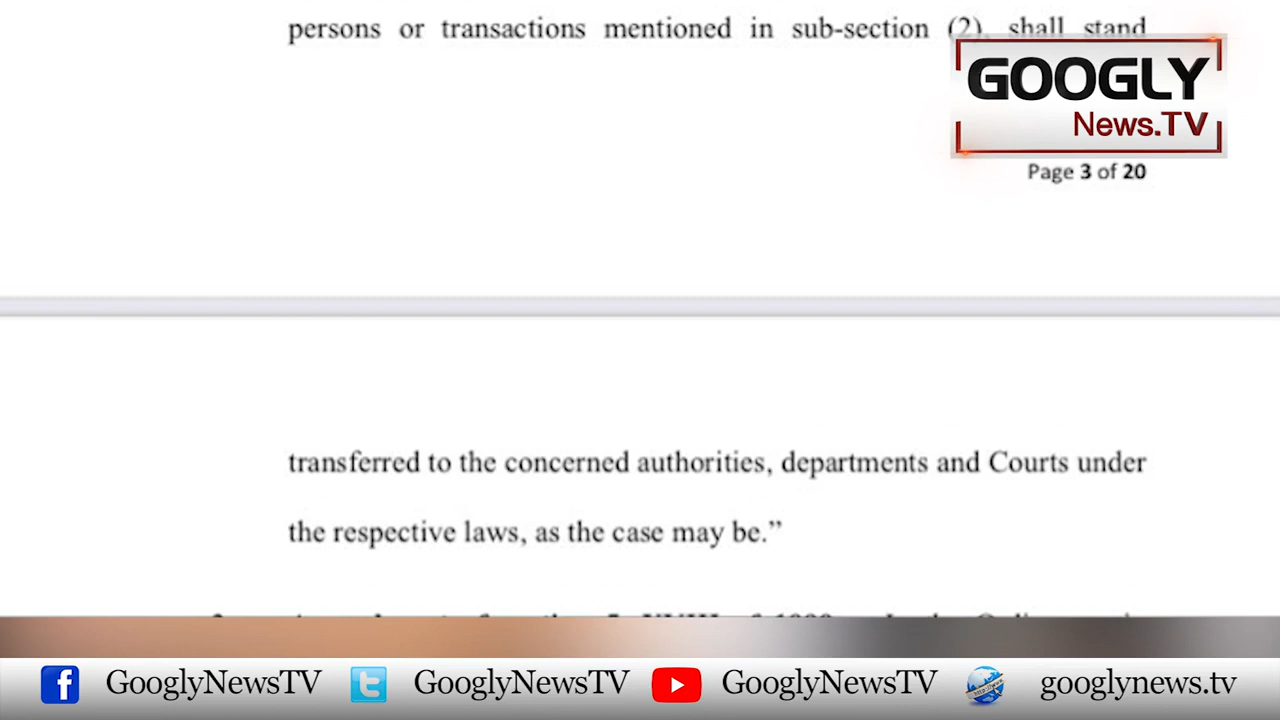 persons or transactions mentioned in sub-section (2), shall stand
GOOGLY
News.TV
Page 3 of 20
transferred to the concerned authorities, departments and Courts under
the respective laws, as the case may be.”
GooglyNewsTV
GooglyNewsTV
GooglyNewsTV
googlynews.tv